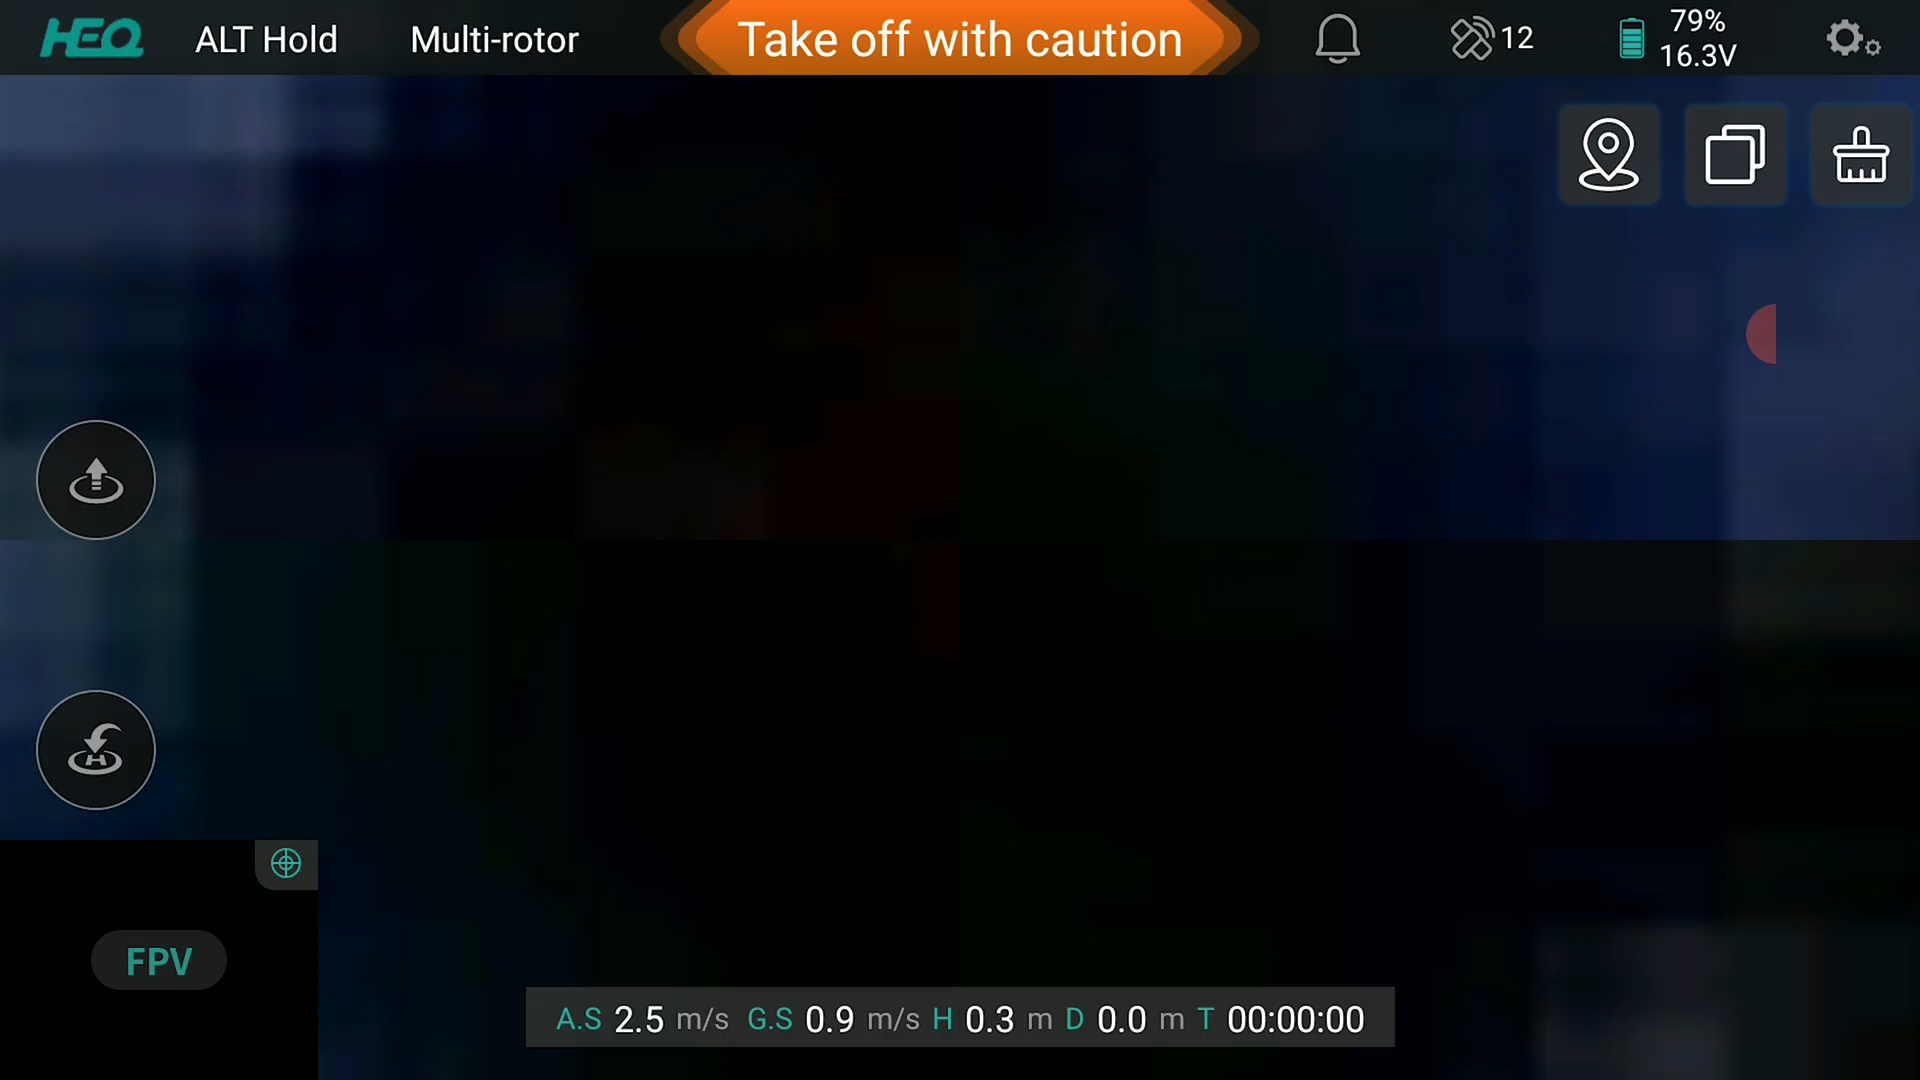 HEQ ALT Hold Multi-rotor Take off with caution 12 79%
16.3V
FPV
A.S 2.5 m/s G.S 0.9 m/s H 0.3 m D 0.0 m T 00:00:00